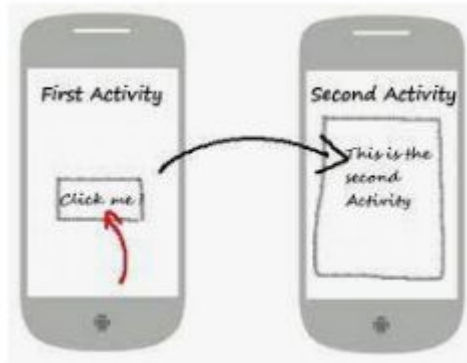 First Activity
Click me!
Second Activity
This is the
second
Activity